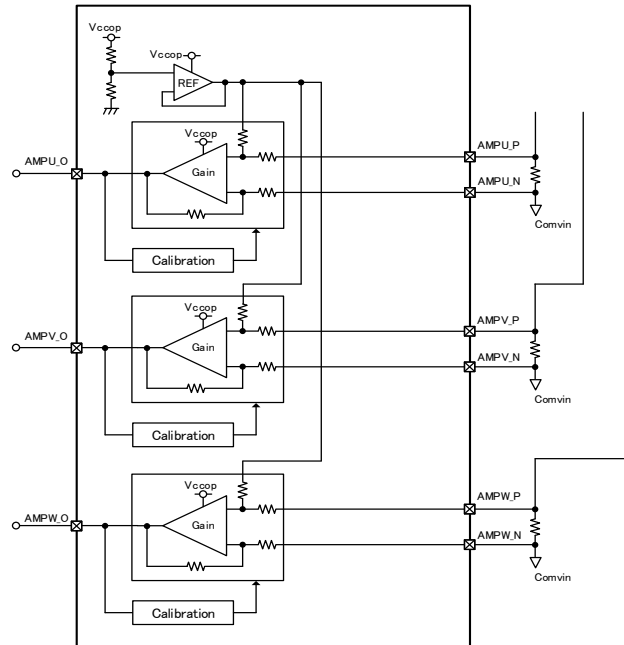 Vccop
Vccop
REF
Vccop
AMPU_O
Gain
AMPU_P
AMPU_N
Comvin
Calibration
Vccop
AMPV_O
Gain
AMPV_P
AMPV_N
Comvin
Calibration
Vccop
AMPW_O
Gain
AMPW_P
AMPW_N
Comvin
Calibration